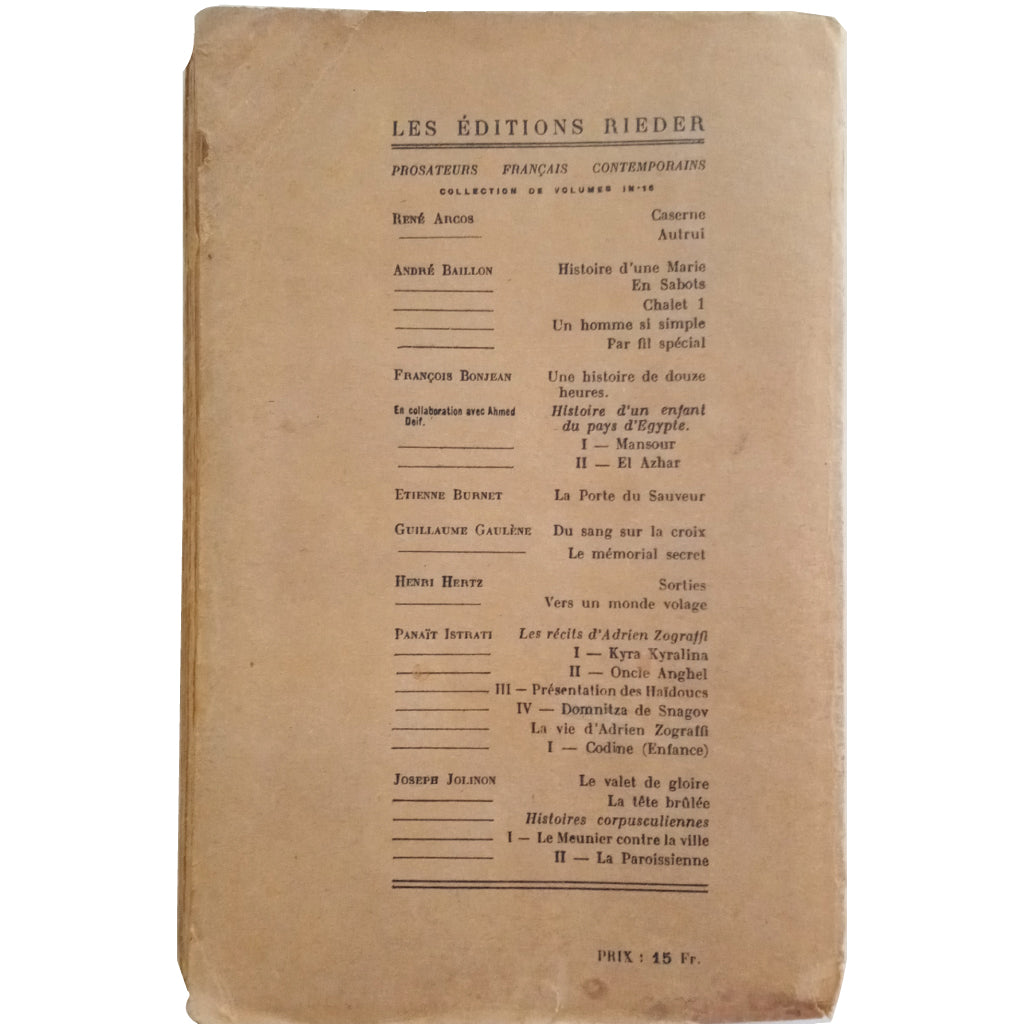 LES ÉDITIONS RIEDER
PROSATEURS FRANÇAIS CONTEMPORAINS
COLLECTION DE VOLUMES IN-16
RENÉ ARCOS Caserne
Autrui
ANDRÉ BAILLON Histoire d'une Marie
En Sabots
Chalet 1
Un homme si simple
Par fil spécial
FRANÇOIS BONJEAN Une histoire de douze
heures.
En collaboration avec Ahmed Histoire d'un enfant
Deif. du pays d'Egypte.
I — Mansour
II — El Azhar
ETIENNE BURNET La Porte du Sauveur
GUILLAUME GAULÈNE Du sang sur la croix
Le mémorial secret
HENRI HERTZ Sorties
Vers un monde volage
PANAÏT ISTRATI Les récits d'Adrien Zograffi
I — Kyra Kyralina
II — Oncle Anghel
III — Présentation des Haïdoucs
IV — Domnitza de Snagov
La vie d'Adrien Zograffi
I — Codine (Enfance)
JOSEPH JOLINON Le valet de gloire
La tête brûlée
Histoires corpusculiennes
I — Le Meunier contre la ville
II — La Paroissienne
PRIX : 15 Fr.